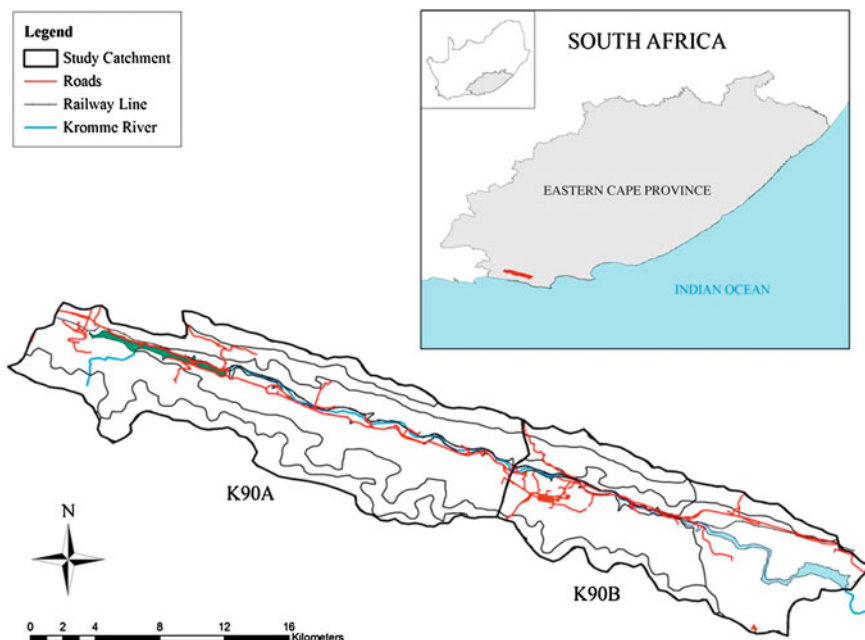 Legend
Study Catchment
Roads
Railway Line
Kromme River
SOUTH AFRICA
EASTERN CAPE PROVINCE
INDIAN OCEAN
K90A
K90B
N
0 2 4 8 12 16
Kilometers